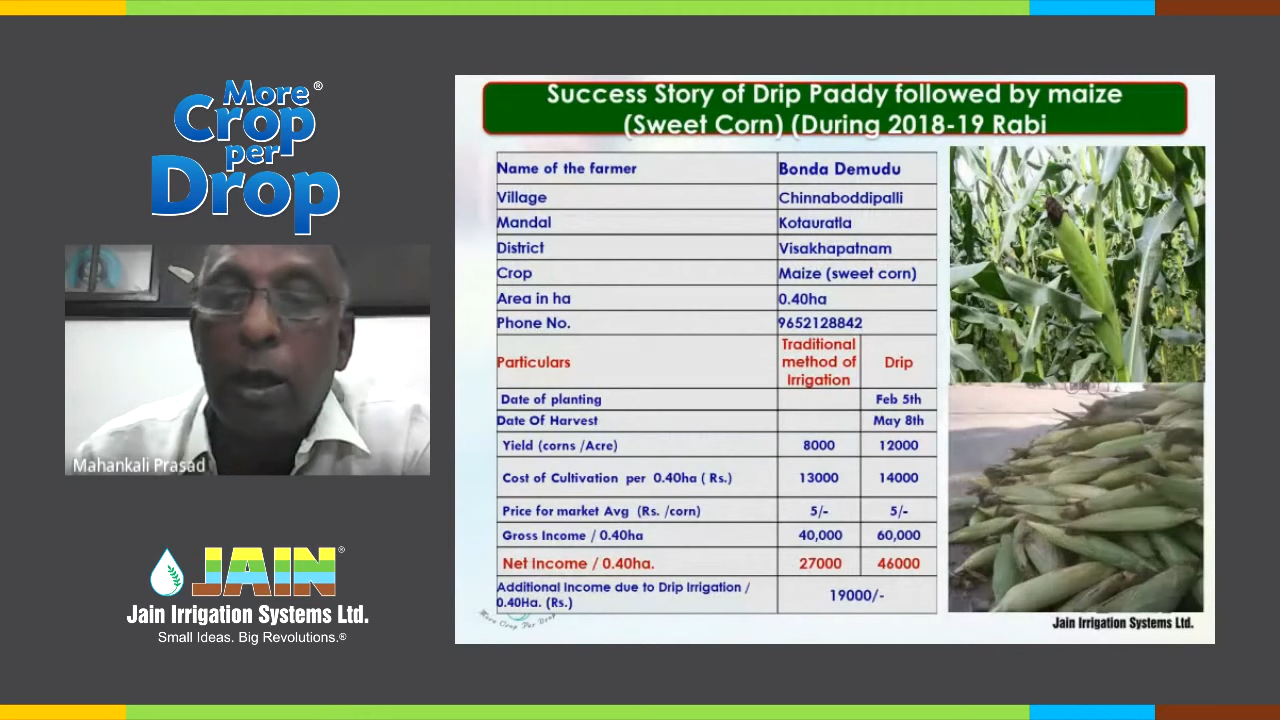 More ®
Crop
per
Drop
Mahankali Prasad
JAIN®
Jain Irrigation Systems Ltd.
Small Ideas. Big Revolutions.®
Success Story of Drip Paddy followed by maize
(Sweet Corn) (During 2018-19 Rabi
Name of the farmer Bonda Demudu
Village Chinnaboddipalli
Mandal Kotauratla
District Visakhapatnam
Crop Maize (sweet corn)
Area in ha 0.40ha
Phone No. 9652128842
Particulars Traditional method of Irrigation Drip
Date of planting Feb 5th
Date Of Harvest May 8th
Yield (corns /Acre) 8000 12000
Cost of Cultivation per 0.40ha ( Rs.) 13000 14000
Price for market Avg (Rs. /corn) 5/- 5/-
Gross Income / 0.40ha 40,000 60,000
Net Income / 0.40ha. 27000 46000
Additional Income due to Drip Irrigation /
0.40Ha. (Rs.) 19000/-
More Crop Per Drop
Jain Irrigation Systems Ltd.